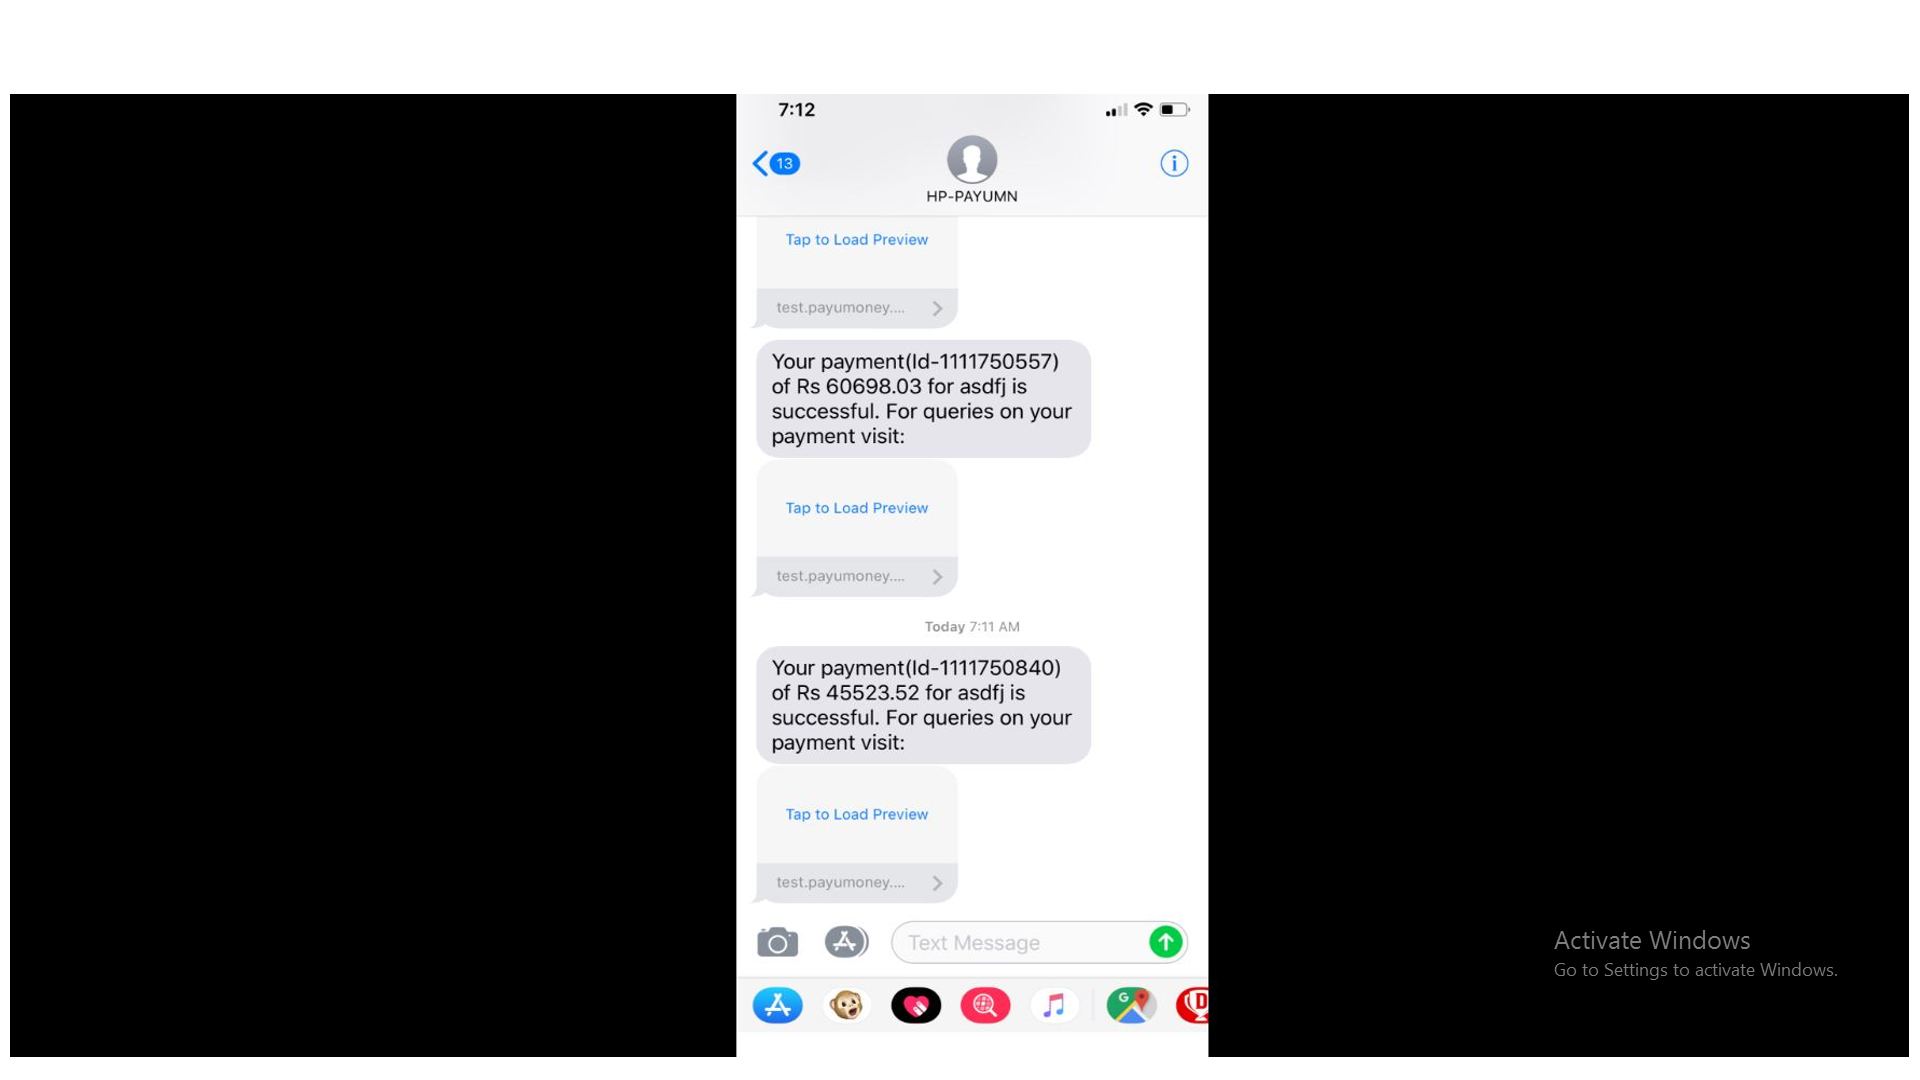 7:12
13
HP-PAYUMN
Tap to Load Preview
test.payumoney....
Your payment(Id-1111750557)
of Rs 60698.03 for asdfj is
successful. For queries on your
payment visit:
Tap to Load Preview
test.payumoney....
Today 7:11 AM
Your payment(Id-1111750840)
of Rs 45523.52 for asdfj is
successful. For queries on your
payment visit:
Tap to Load Preview
test.payumoney....
Text Message
Activate Windows
Go to Settings to activate Windows.
G
D